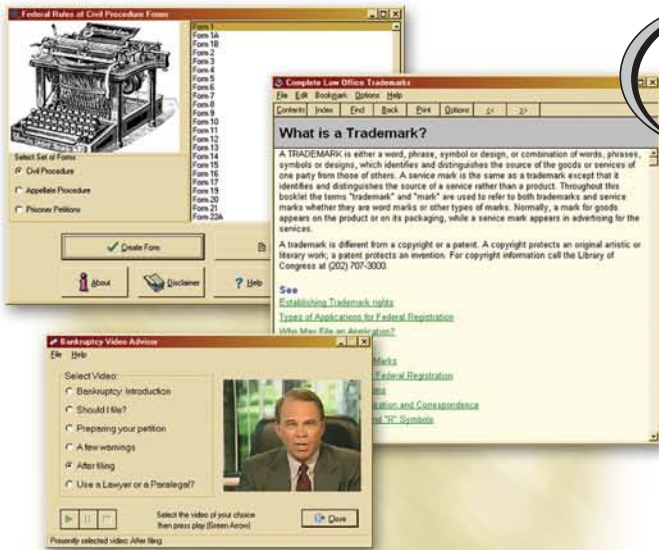 Federal Rules of Civil Procedure Forms
Form 1
Form 1A
Form 1B
Form 2
Form 3
Form 4
Form 5
Form 6
Form 7
Form 8
Form 9
Form 10
Form 11
Form 12
Form 13
Form 14
Form 15
Form 16
Form 17
Form 18
Form 19
Form 20
Form 21
Form 22A
Select Set of Forms
Civil Procedure
Appellate Procedure
Prisoner Petitions
Create Form
About
Disclaimer
Help
Complete Law Office Trademarks
File Edit Bookmark Options Help
Contents Index Find Back Print Options << >>
What is a Trademark?
A TRADEMARK is either a word, phrase, symbol or design, or combination of words, phrases,
symbols or designs, which identifies and distinguishes the source of the goods or services of
one party from those of others. A service mark is the same as a trademark except that it
identifies and distinguishes the source of a service rather than a product. Throughout this
booklet the terms "trademark" and "mark" are used to refer to both trademarks and service
marks whether they are word marks or other types of marks. Normally, a mark for goods
appears on the product or on its packaging, while a service mark appears in advertising for the
services.
A trademark is different from a copyright or a patent. A copyright protects an original artistic or
literary work; a patent protects an invention. For copyright information call the Library of
Congress at (202) 707-3000.
See
Establishing Trademark rights
Types of Applications for Federal Registration
Who May File an Application?
Marks
Federal Registration
and Correspondence
"R" Symbols
Bankruptcy Video Advisor
File Help
Select Video:
Bankruptcy: Introduction
Should I file?
Preparing your petition
A few warnings
After filing
Use a Lawyer or a Paralegal?
Select the video of your choice
then press play (Green Arrow)
Close
Presently selected video: After filing